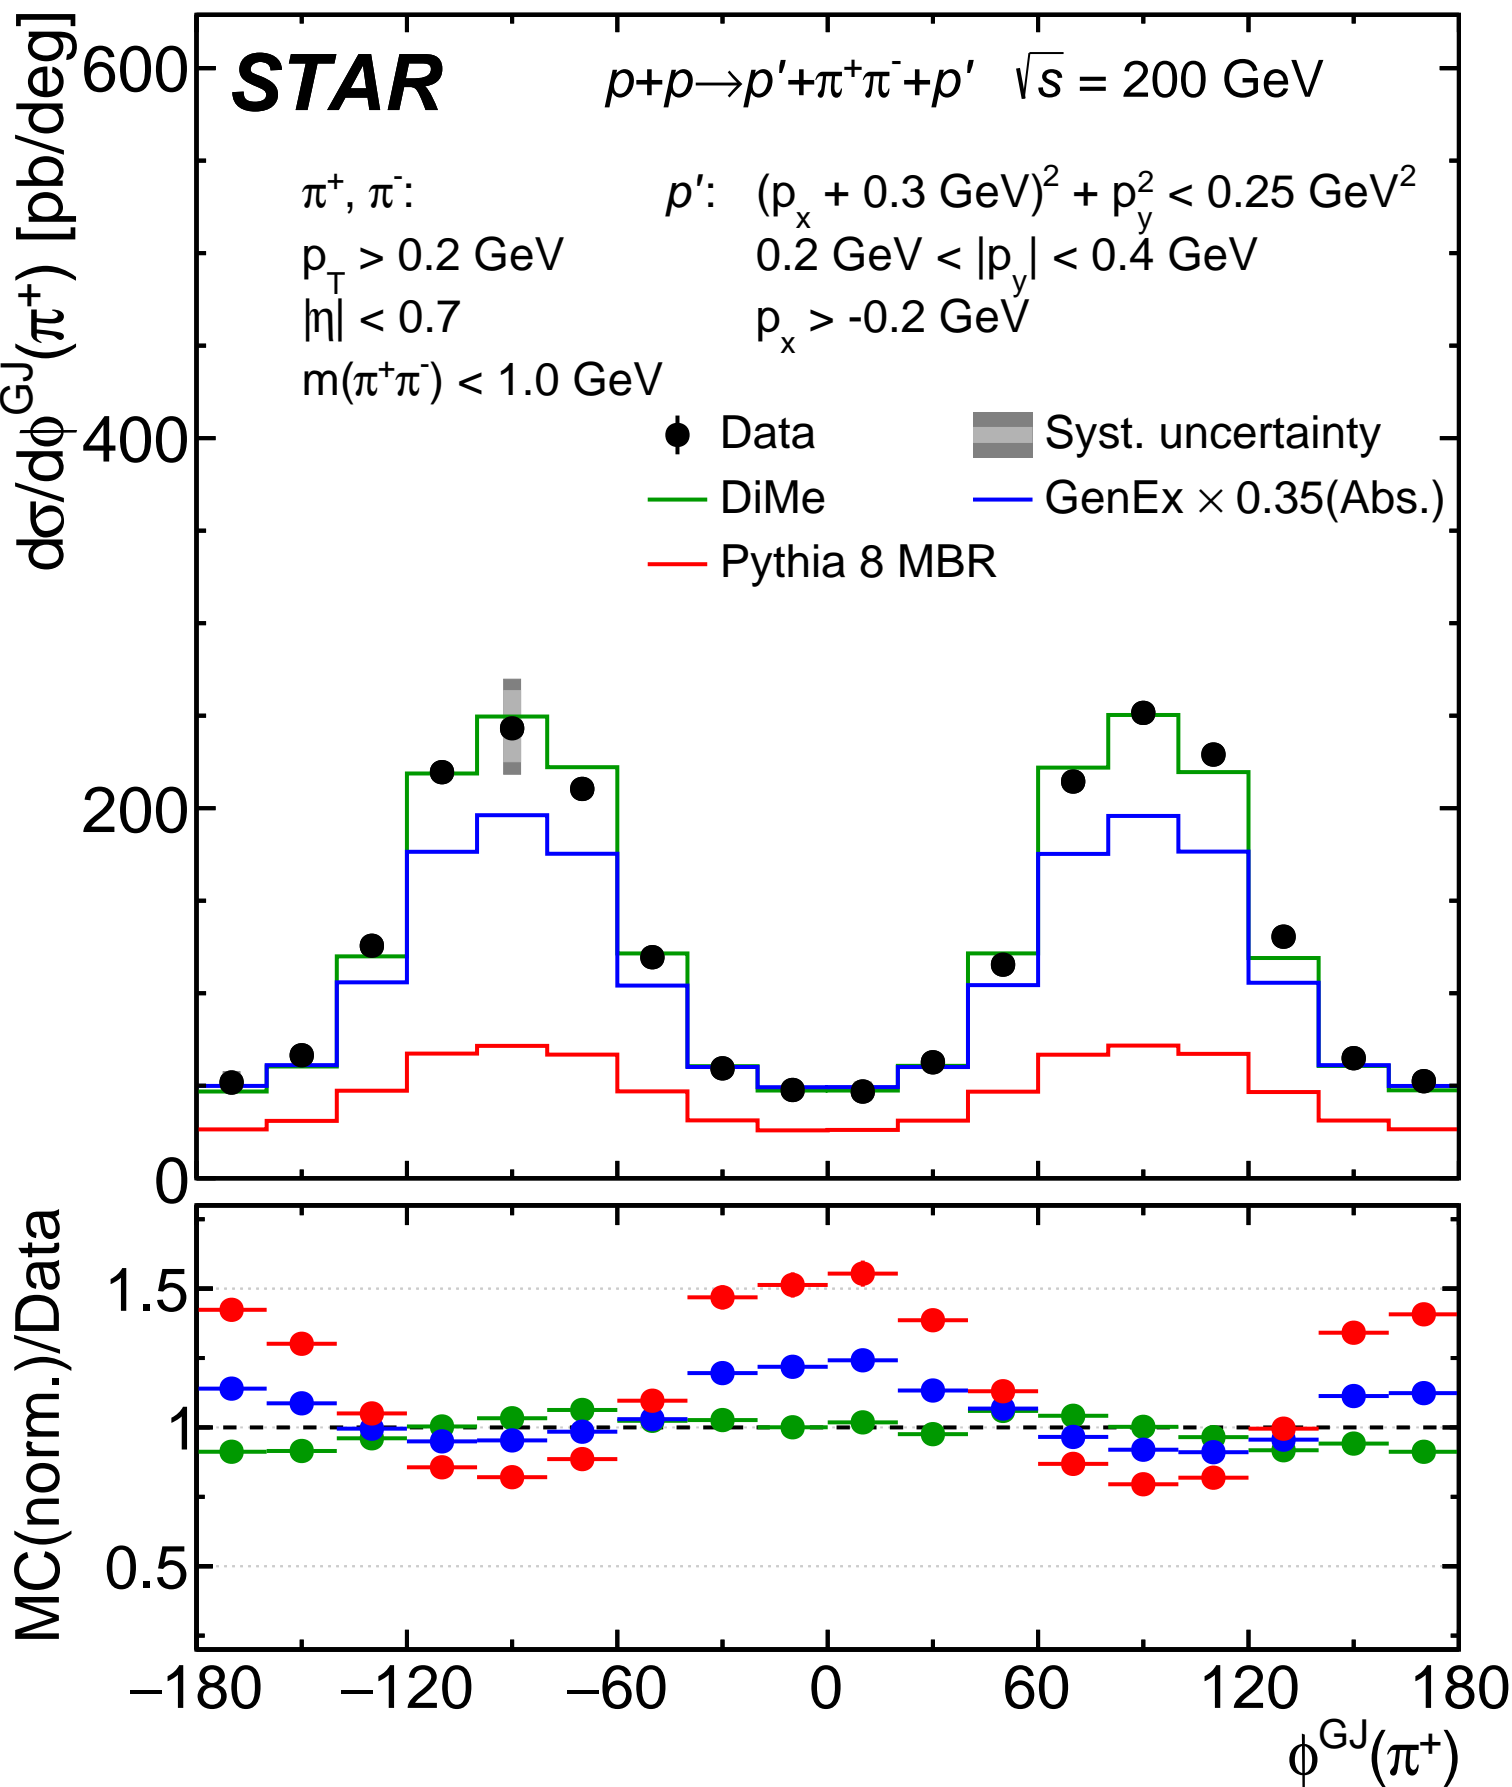 STAR p+p→p′+π⁺π⁻+p′ √s = 200 GeV
π⁺, π⁻: p′: (pₓ + 0.3 GeV)² + p_y² < 0.25 GeV²
p_T > 0.2 GeV 0.2 GeV < |p_y| < 0.4 GeV
|η| < 0.7 pₓ > -0.2 GeV
m(π⁺π⁻) < 1.0 GeV
Data Syst. uncertainty
DiMe GenEx × 0.35(Abs.)
Pythia 8 MBR
dσ/dϕ^GJ(π⁺) [pb/deg]
600
400
200
0
MC(norm.)/Data
1.5
1
0.5
−180 −120 −60 0 60 120 180
ϕ^GJ(π⁺)